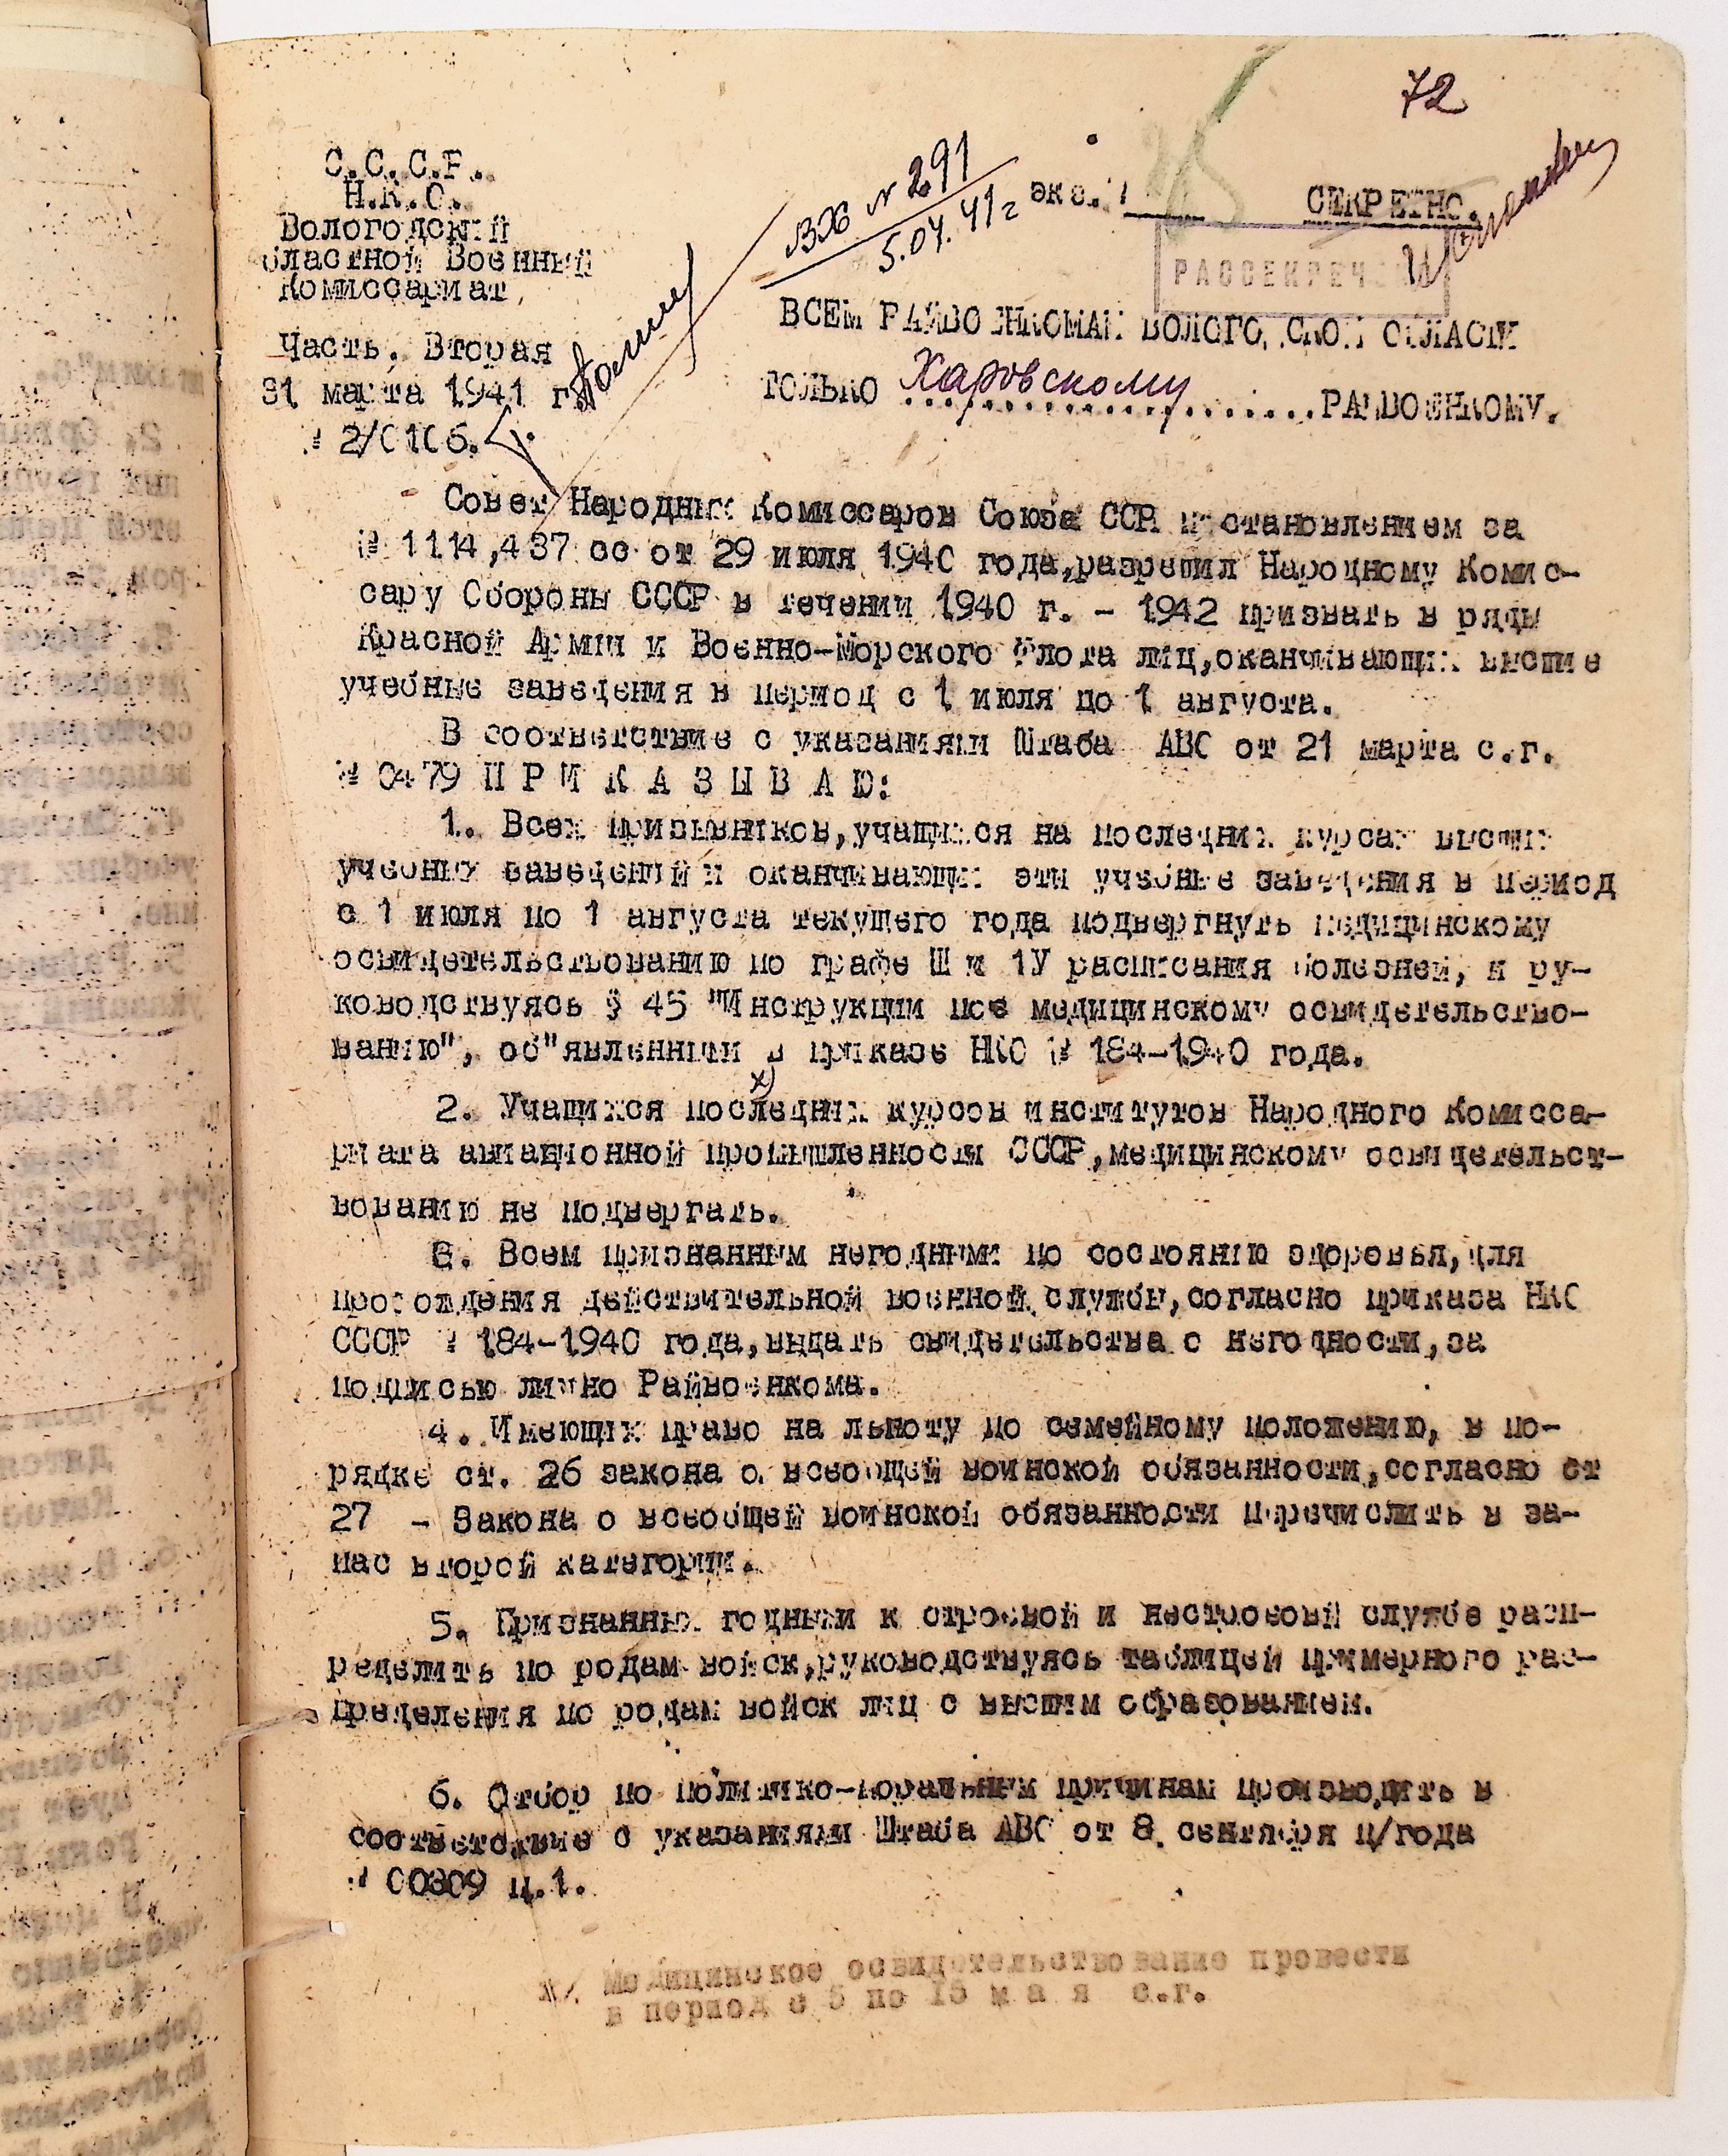 72
С.С.С.Р.
Н.К.О.
Вологодский
бластной Военный
Комиссариат
Часть. Вторая
31 марта 1941 г.
№ 2/0106.
ВХ № 291
5.04.41г
экз.
СЕКРЕТНО.
РАССЕКРЕЧЕНО
ВСЕМ РАЙВОЕНКОМАМ ВОЛОГОДСКОЙ ОБЛАСТИ
ТОЛЬКО Харовскому РАЙВОЕНКОМУ.
Совет Народных Комиссаров Союза ССР постановлением за
№ 1114,437 сс от 29 июля 1940 года,разрешил Народному Комис-
сару Обороны СССР в течении 1940 г. - 1942 призвать в ряды
Красной Армии и Военно-Морского Флота лиц,оканчивающих высшие
учебные заведения в период с 1 июля по 1 августа.
В соответствие с указаниями Штаба АВО от 21 марта с.г.
№ 0479 П Р И К А З Ы В А Ю:
1. Всех призывников,учащихся на последних курсах высших
учебных заведений и оканчивающих эти учебные заведения в период
с 1 июля по 1 августа текущего года подвергнуть медицинскому
освидетельствованию по графе Ш и 1У расписания болезней, и ру-
ководствуясь § 45 "Инструкции пов медицинскому освидетельство-
ванию", об"явленными в приказе НКО № 184-1940 года.
х)
2. Учащихся последних курсов институтов Народного Комисса-
риата авиационной промышленности СССР,медицинскому освидетельст-
вованию не подвергать.
3. Всем признанным негодными по состоянию здоровья,для
прохождения действительной военной службы,согласно приказа НКО
СССР № 184-1940 года,выдать свидетельства о негодности,за
подписью лично Райвоенкома.
4. Имеющих право на льготу по семейному положению, в по-
рядке ст. 26 закона о всеобщей воинской обязанности,согласно ст
27 - Закона о всеобщей воинской обязанности перечислить в за-
пас второй категории.
5. Признанных годными к строевой и нестроевой службе расп-
ределить по родам войск,руководствуясь таблицей примерного рас-
пределения по родам войск лиц с высшим образованием.
6. Отбор по политико-моральным причинам производить в
соответствие с указаниями Штаба АВО от 8 сентября п/года
№ 00309 п.1.
х/. Медицинское освидетельствование провести
в период с 5 по 15 м а я с.г.